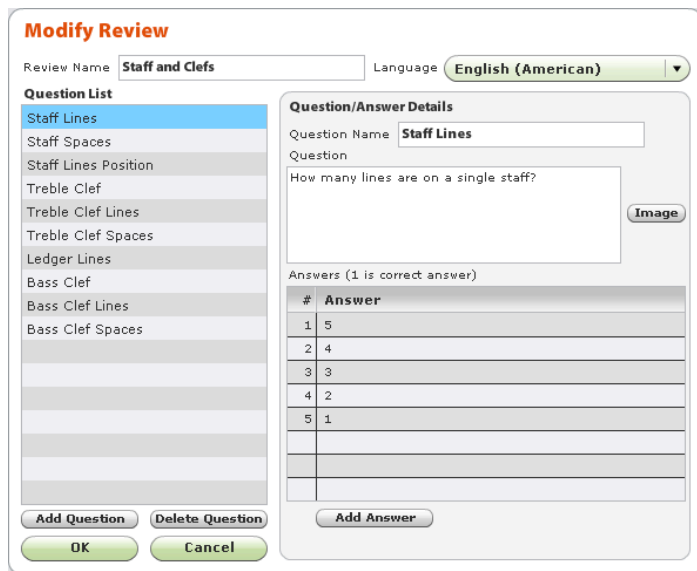 Modify Review
Review Name Staff and Clefs Language English (American)
Question List
Staff Lines
Staff Spaces
Staff Lines Position
Treble Clef
Treble Clef Lines
Treble Clef Spaces
Ledger Lines
Bass Clef
Bass Clef Lines
Bass Clef Spaces
Add Question Delete Question
OK Cancel
Question/Answer Details
Question Name Staff Lines
Question
How many lines are on a single staff?
Image
Answers (1 is correct answer)
# Answer
1 5
2 4
3 3
4 2
5 1
Add Answer